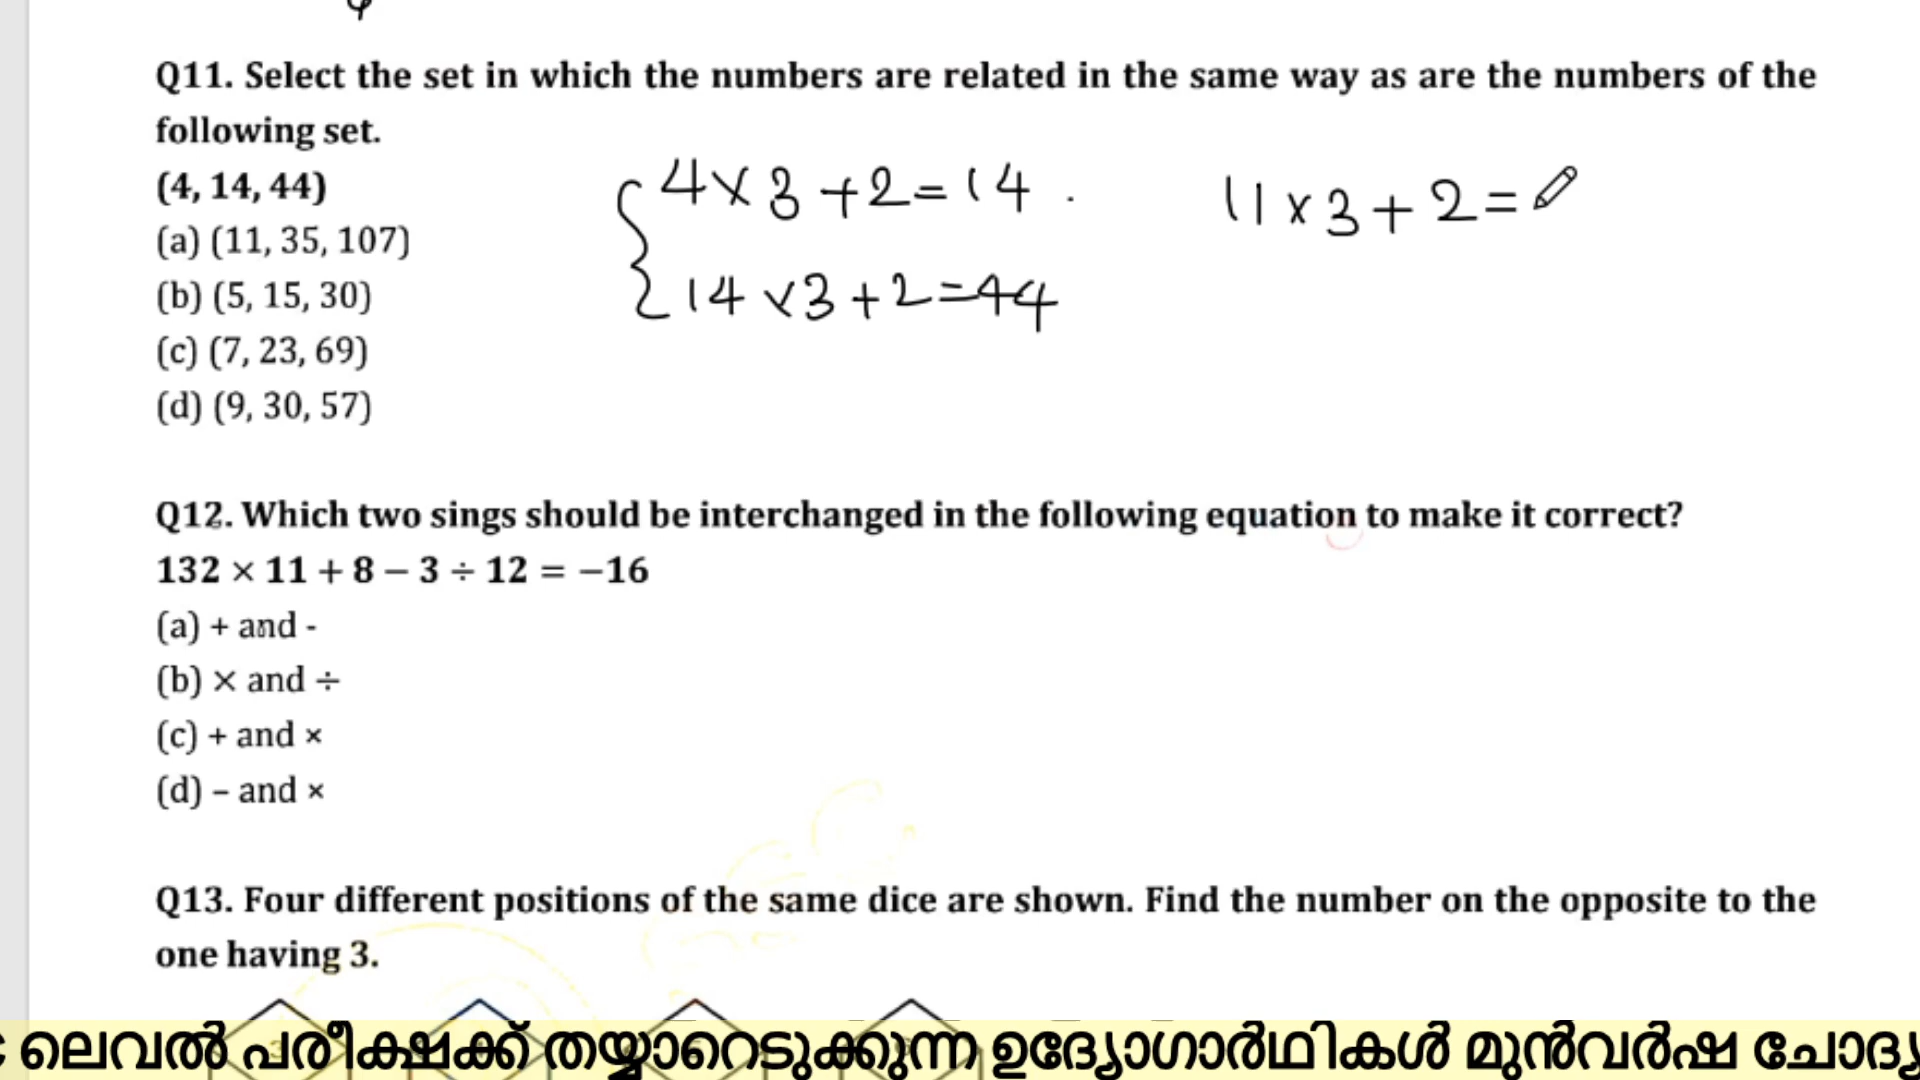 Q11. Select the set in which the numbers are related in the same way as are the numbers of the
following set.
(4, 14, 44)
(a) (11, 35, 107)
(b) (5, 15, 30)
(c) (7, 23, 69)
(d) (9, 30, 57)
4 x 3 + 2 = 14 .
14 x 3 + 2 = 44
11 x 3 + 2 =
Q12. Which two sings should be interchanged in the following equation to make it correct?
132 × 11 + 8 − 3 ÷ 12 = −16
(a) + and -
(b) × and ÷
(c) + and ×
(d) – and ×
Q13. Four different positions of the same dice are shown. Find the number on the opposite to the
one having 3.
ലെവൽ പരീക്ഷക്ക് തയ്യാറെടുക്കുന്ന ഉദ്യോഗാർഥികൾ മുൻവർഷ